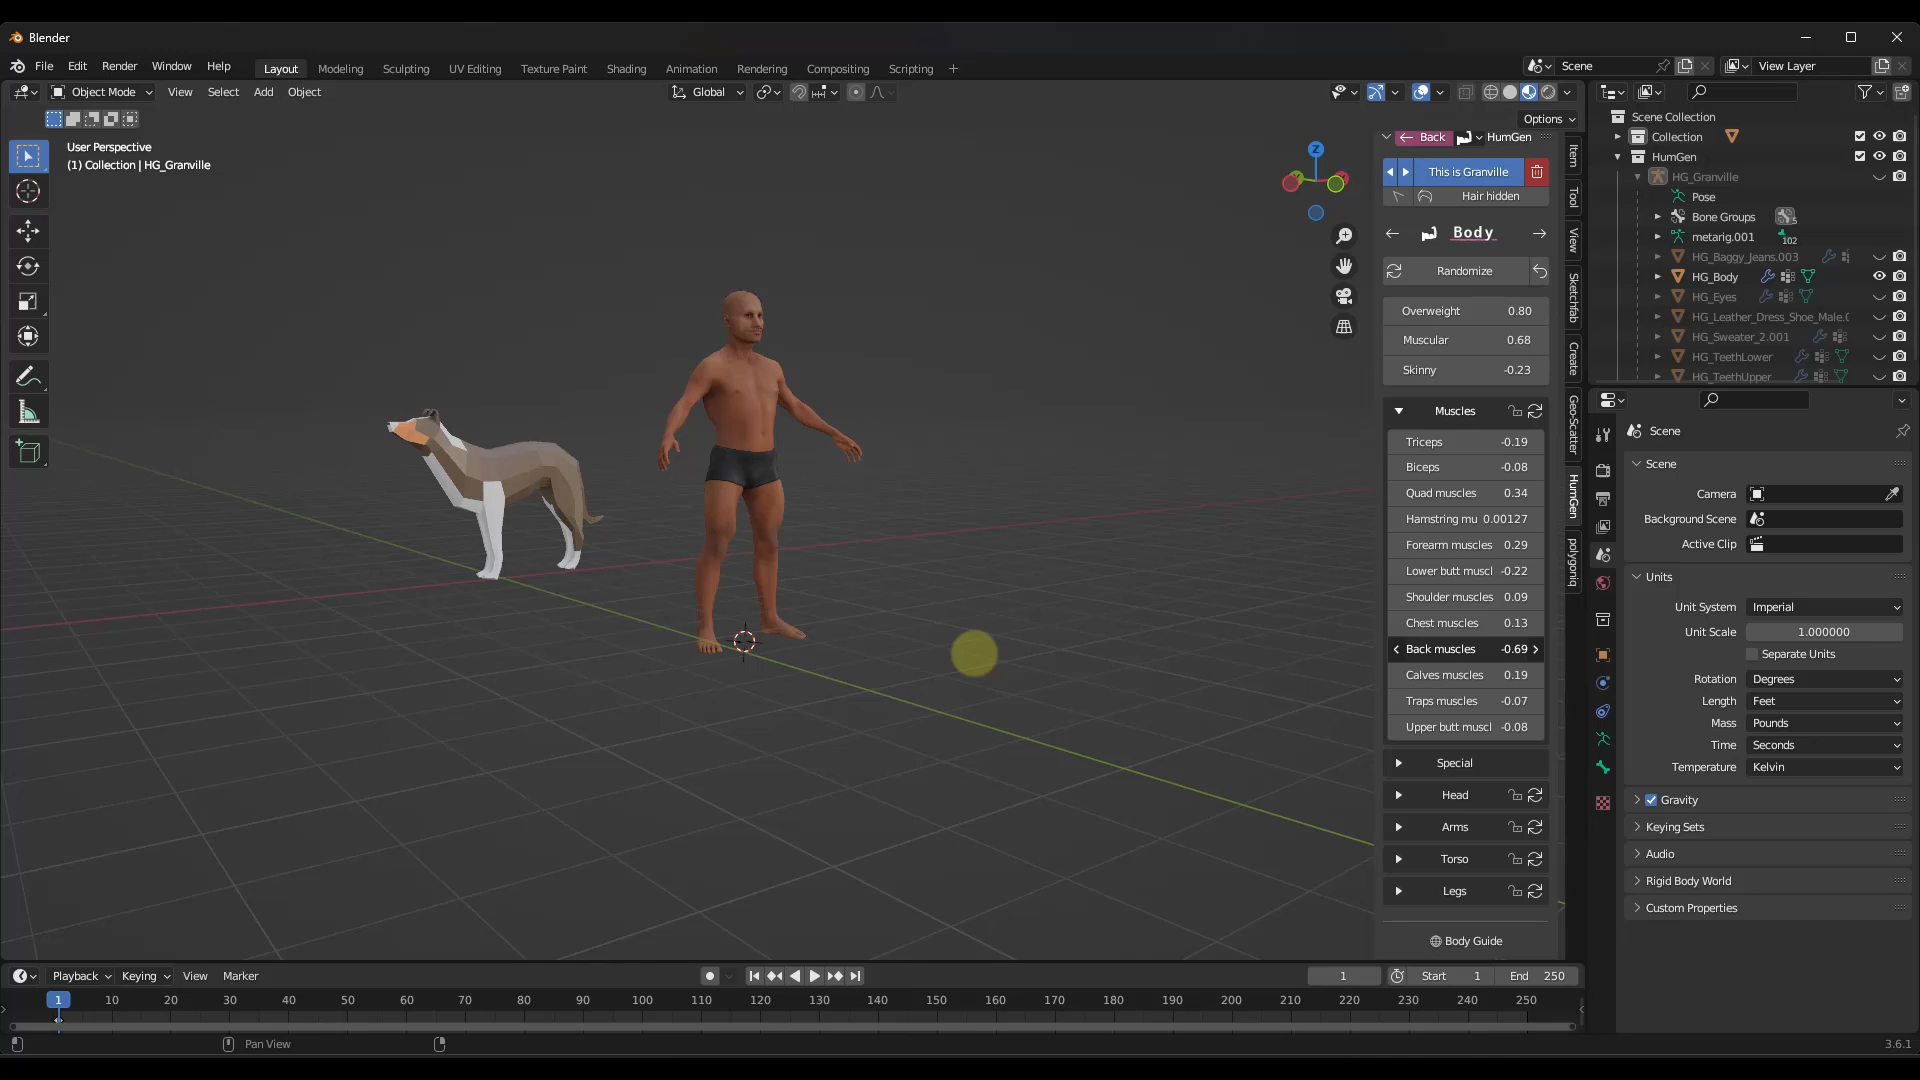 Blender
File Edit Render Window Help Layout Modeling Sculpting UV Editing Texture Paint Shading Animation Rendering Compositing Scripting + Scene View Layer
Object Mode View Select Add Object Global
Options
User Perspective
(1) Collection | HG_Granville
Z
Back HumGen
This is Granville
Hair hidden
Body
Randomize
Overweight 0.80
Muscular 0.68
Skinny -0.23
Muscles
Triceps -0.19
Biceps -0.08
Quad muscles 0.34
Hamstring mu 0.00127
Forearm muscles 0.29
Lower butt muscl -0.22
Shoulder muscles 0.09
Chest muscles 0.13
Back muscles -0.69
Calves muscles 0.19
Traps muscles -0.07
Upper butt muscl -0.08
Special
Head
Arms
Torso
Legs
Body Guide
Item
Tool
View
Sketchfab
Create
Geo-Scatter
HumGen
polygoniq
Scene Collection
Collection
HumGen
HG_Granville
Pose
Bone Groups 5
metarig.001 102
HG_Baggy_Jeans.003
HG_Body
HG_Eyes
HG_Leather_Dress_Shoe_Male.(
HG_Sweater_2.001
HG_TeethLower
HG_TeethUpper
Scene
Scene
Camera
Background Scene
Active Clip
Units
Unit System Imperial
Unit Scale 1.000000
Separate Units
Rotation Degrees
Length Feet
Mass Pounds
Time Seconds
Temperature Kelvin
Gravity
Keying Sets
Audio
Rigid Body World
Custom Properties
Playback Keying View Marker 1 Start 1 End 250
1 10 20 30 40 50 60 70 80 90 100 110 120 130 140 150 160 170 180 190 200 210 220 230 240 250
Pan View
3.6.1